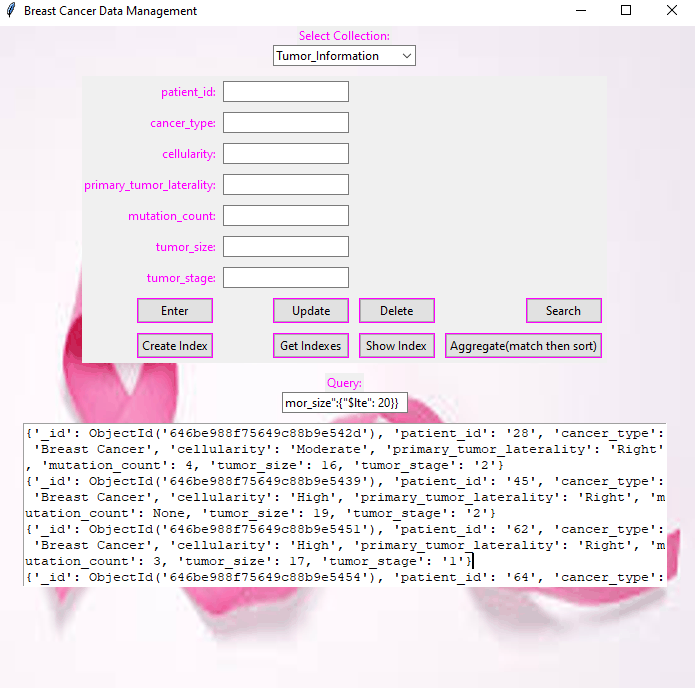 Breast Cancer Data Management
Select Collection:
Tumor_Information
patient_id:
cancer_type:
cellularity:
primary_tumor_laterality:
mutation_count:
tumor_size:
tumor_stage:
Enter Update Delete Search
Create Index Get Indexes Show Index Aggregate(match then sort)
Query:
mor_size":{"$lte": 20}}
{'_id': ObjectId('646be988f75649c88b9e542d'), 'patient_id': '28', 'cancer_type':
 'Breast Cancer', 'cellularity': 'Moderate', 'primary_tumor_laterality': 'Right'
, 'mutation_count': 4, 'tumor_size': 16, 'tumor_stage': '2'}
{'_id': ObjectId('646be988f75649c88b9e5439'), 'patient_id': '45', 'cancer_type':
 'Breast Cancer', 'cellularity': 'High', 'primary_tumor_laterality': 'Right', 'm
utation_count': None, 'tumor_size': 19, 'tumor_stage': '2'}
{'_id': ObjectId('646be988f75649c88b9e5451'), 'patient_id': '62', 'cancer_type':
 'Breast Cancer', 'cellularity': 'High', 'primary_tumor_laterality': 'Right', 'm
utation_count': 3, 'tumor_size': 17, 'tumor_stage': '1'}
{'_id': ObjectId('646be988f75649c88b9e5454'), 'patient_id': '64', 'cancer_type':